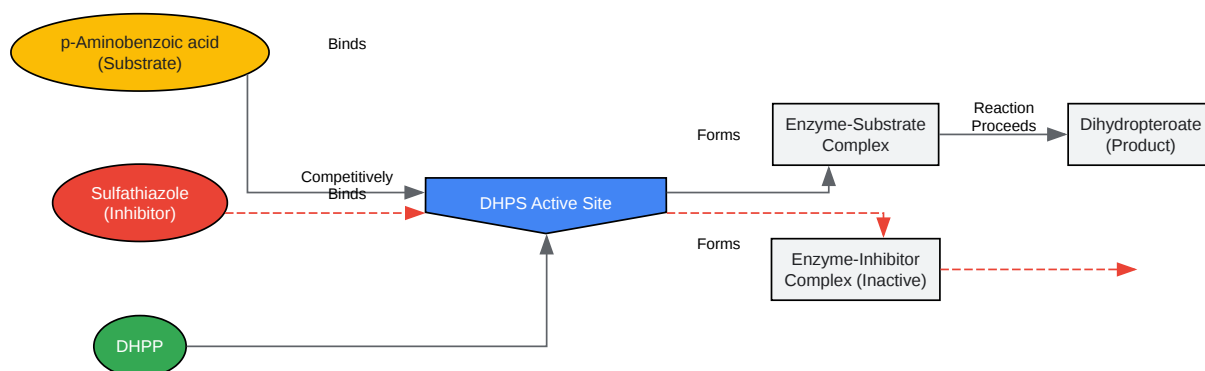 p-Aminobenzoic acid
(Substrate)
Binds
Sulfathiazole
(Inhibitor)
Competitively
Binds
DHPS Active Site
DHPP
Forms
Enzyme-Substrate
Complex
Reaction
Proceeds
Dihydropteroate
(Product)
Forms
Enzyme-Inhibitor
Complex (Inactive)